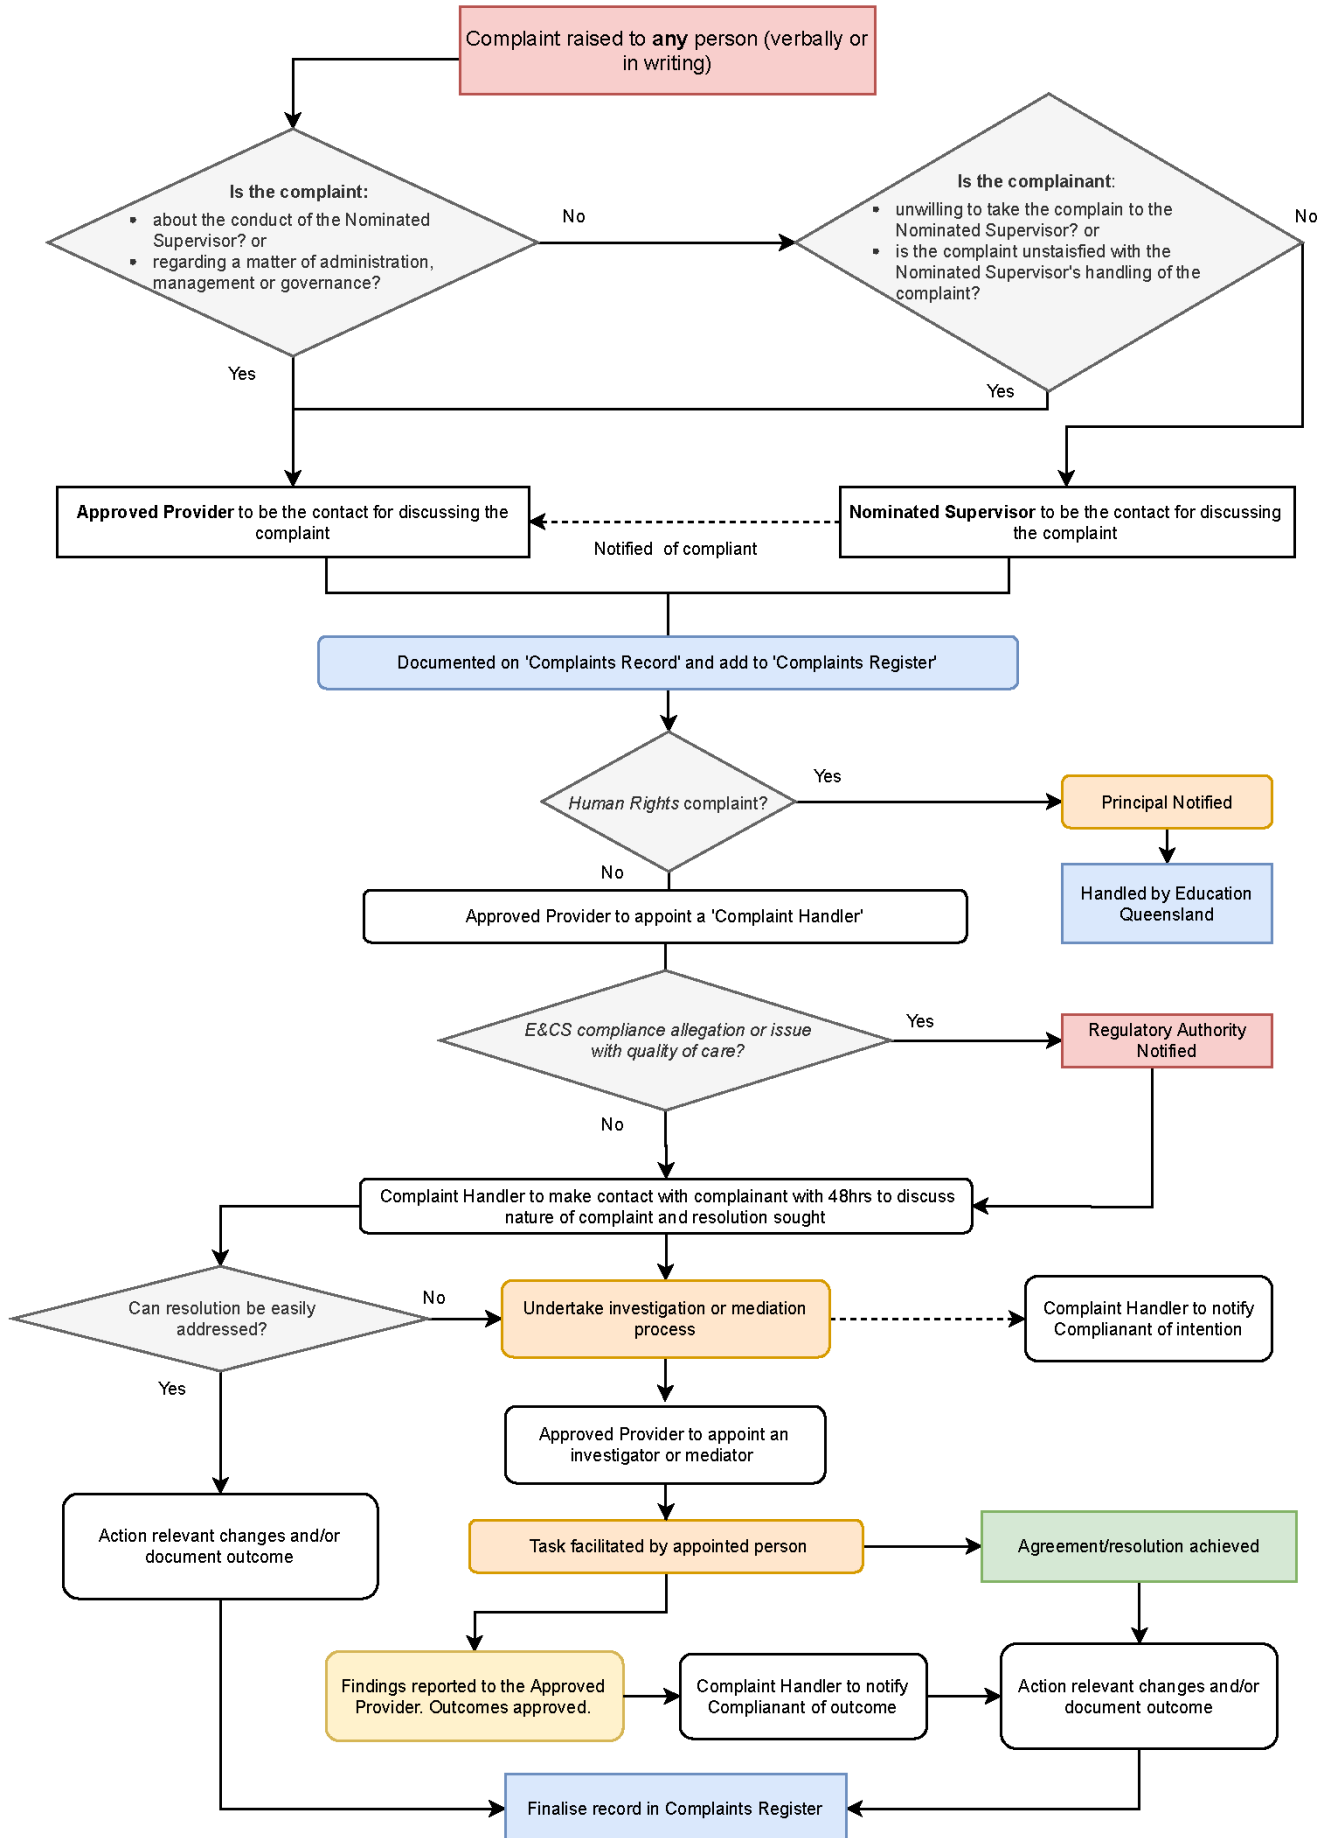 Complaint raised to any person (verbally or
in writing)
Is the complaint:
• about the conduct of the Nominated
Supervisor? or
• regarding a matter of administration,
management or governance?
No
Is the complainant:
• unwilling to take the complain to the
Nominated Supervisor? or
• is the complaint unstaisfied with the
Nominated Supervisor's handling of the
complaint?
No
Yes
Yes
Approved Provider to be the contact for discussing the
complaint
Notified of compliant
Nominated Supervisor to be the contact for discussing
the complaint
Documented on 'Complaints Record' and add to 'Complaints Register'
Human Rights complaint?
Yes
Principal Notified
No
Handled by Education
Queensland
Approved Provider to appoint a 'Complaint Handler'
E&CS compliance allegation or issue
with quality of care?
Yes
Regulatory Authority
Notified
No
Complaint Handler to make contact with complainant with 48hrs to discuss
nature of complaint and resolution sought
Can resolution be easily
addressed?
No
Undertake investigation or mediation
process
Complaint Handler to notify
Complianant of intention
Yes
Approved Provider to appoint an
investigator or mediator
Action relevant changes and/or
document outcome
Task facilitated by appointed person
Agreement/resolution achieved
Findings reported to the Approved
Provider. Outcomes approved.
Complaint Handler to notify
Complianant of outcome
Action relevant changes and/or
document outcome
Finalise record in Complaints Register